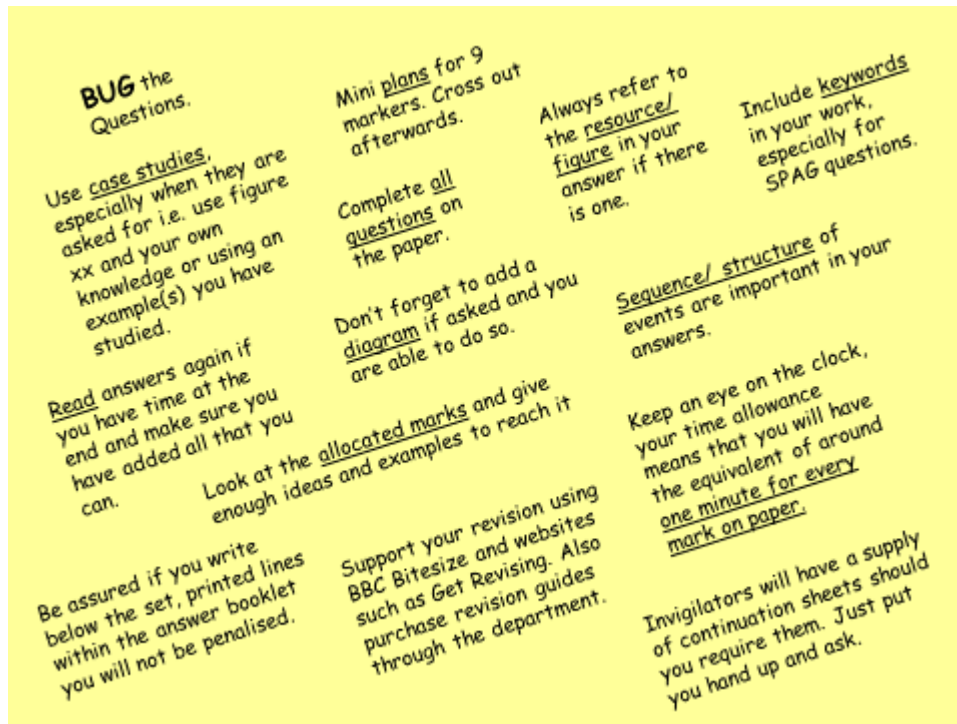 BUG the
Questions.
Mini plans for 9
markers. Cross out
afterwards.
Always refer to
the resource/
figure in your
answer if there
is one.
Include keywords
in your work,
especially for
SPAG questions.
Use case studies,
especially when they are
asked for i.e. use figure
xx and your own
knowledge or using an
example(s) you have
studied.
Complete all
questions on
the paper.
Sequence/ structure of
events are important in your
answers.
Don't forget to add a
diagram if asked and you
are able to do so.
Read answers again if
you have time at the
end and make sure you
have added all that you
can.
Look at the allocated marks and give
enough ideas and examples to reach it
Keep an eye on the clock,
your time allowance
means that you will have
the equivalent of around
one minute for every
mark on paper.
Be assured if you write
below the set, printed lines
within the answer booklet
you will not be penalised.
Support your revision using
BBC Bitesize and websites
such as Get Revising. Also
purchase revision guides
through the department.
Invigilators will have a supply
of continuation sheets should
you require them. Just put
you hand up and ask.